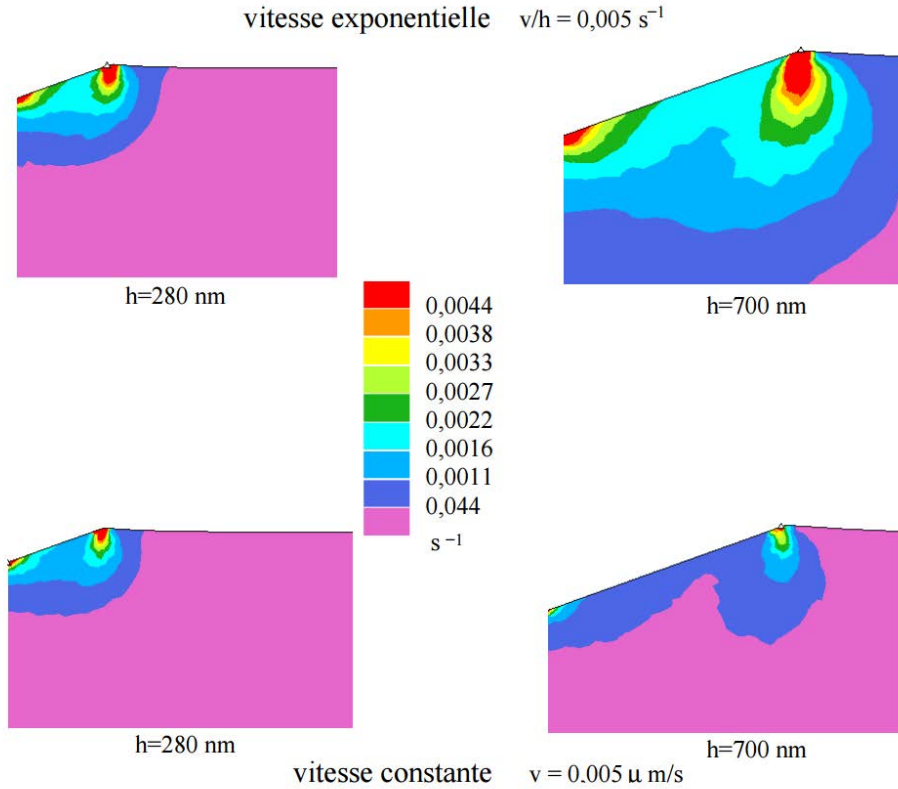 vitesse exponentielle v/h = 0,005 s⁻¹
h=280 nm
h=700 nm
0,0044
0,0038
0,0033
0,0027
0,0022
0,0016
0,0011
0,044
s⁻¹
h=280 nm
h=700 nm
vitesse constante v = 0,005 μ m/s